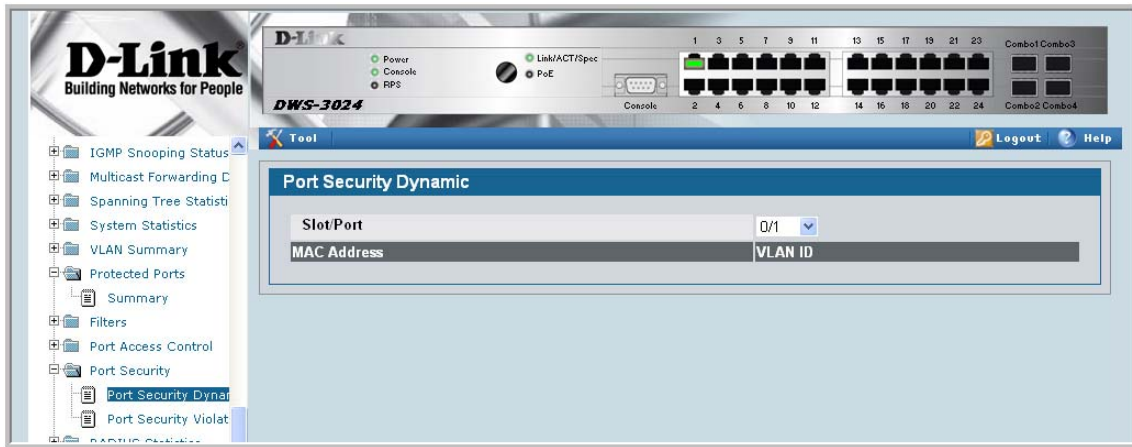 D-Link
Building Networks for People
D-Link
Power
Console
RPS
Link/ACT/Spec
PoE
Console
DWS-3024
1 3 5 7 9 11 13 15 17 19 21 23
Combo1 Combo3
2 4 6 8 10 12 14 16 18 20 22 24
Combo2 Combo4
Tool
Logout
Help
IGMP Snooping Status
Multicast Forwarding D
Spanning Tree Statisti
System Statistics
VLAN Summary
Protected Ports
Summary
Filters
Port Access Control
Port Security
Port Security Dynar
Port Security Violat
RADIUS Statistics
Port Security Dynamic
Slot/Port
0/1
MAC Address
VLAN ID